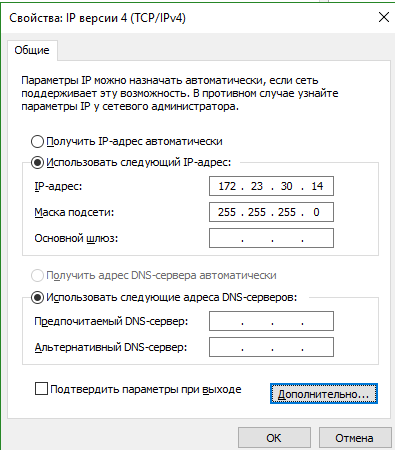 Свойства: IP версии 4 (TCP/IPv4)
Общие
Параметры IP можно назначать автоматически, если сеть
поддерживает эту возможность. В противном случае узнайте
параметры IP у сетевого администратора.
Получить IP-адрес автоматически
Использовать следующий IP-адрес:
IP-адрес: 172 . 23 . 30 . 14
Маска подсети: 255 . 255 . 255 . 0
Основной шлюз: . . .
Получить адрес DNS-сервера автоматически
Использовать следующие адреса DNS-серверов:
Предпочитаемый DNS-сервер: . . .
Альтернативный DNS-сервер: . . .
Подтвердить параметры при выходе
Дополнительно...
ОК Отмена